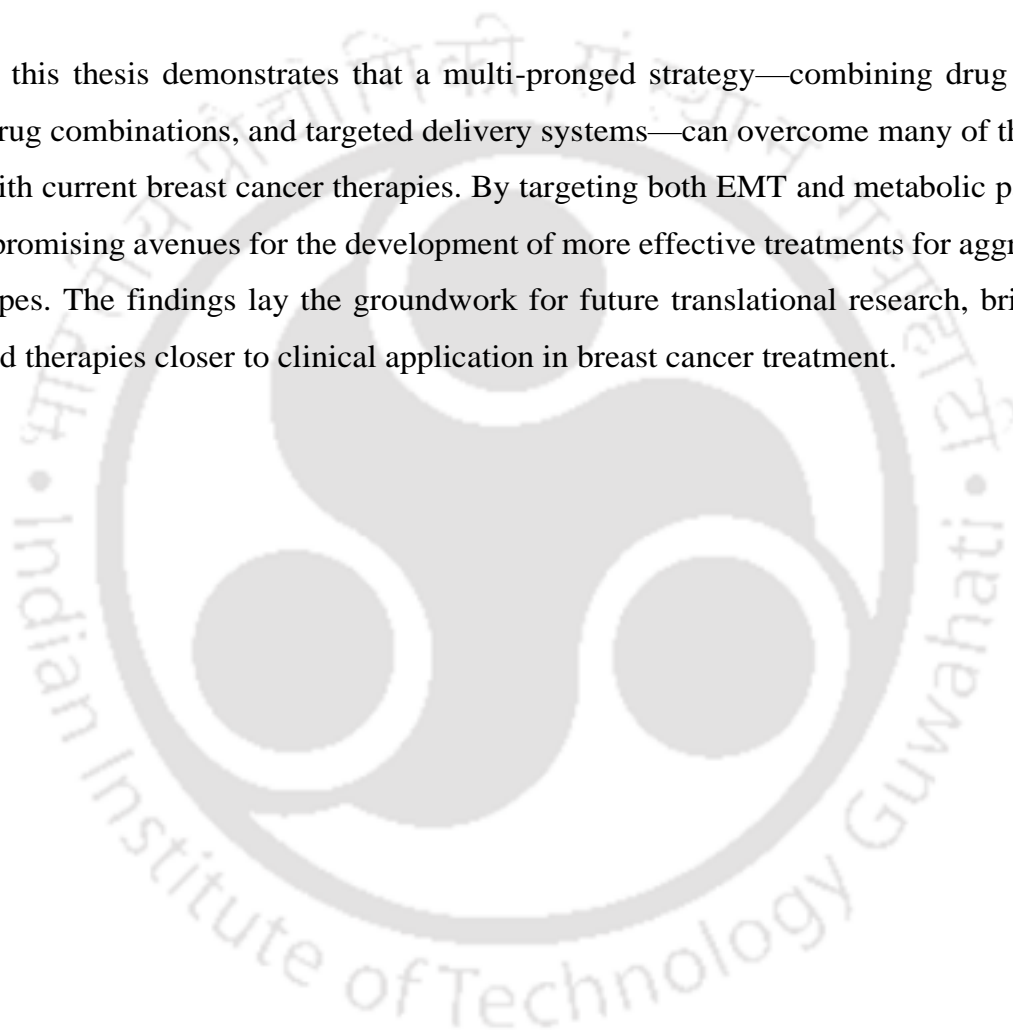 this thesis demonstrates that a multi-pronged strategy—combining drug
rug combinations, and targeted delivery systems—can overcome many of th
ith current breast cancer therapies. By targeting both EMT and metabolic p
promising avenues for the development of more effective treatments for aggr
pes. The findings lay the groundwork for future translational research, bri
d therapies closer to clinical application in breast cancer treatment.
Indian Institute of Technology Guwahati